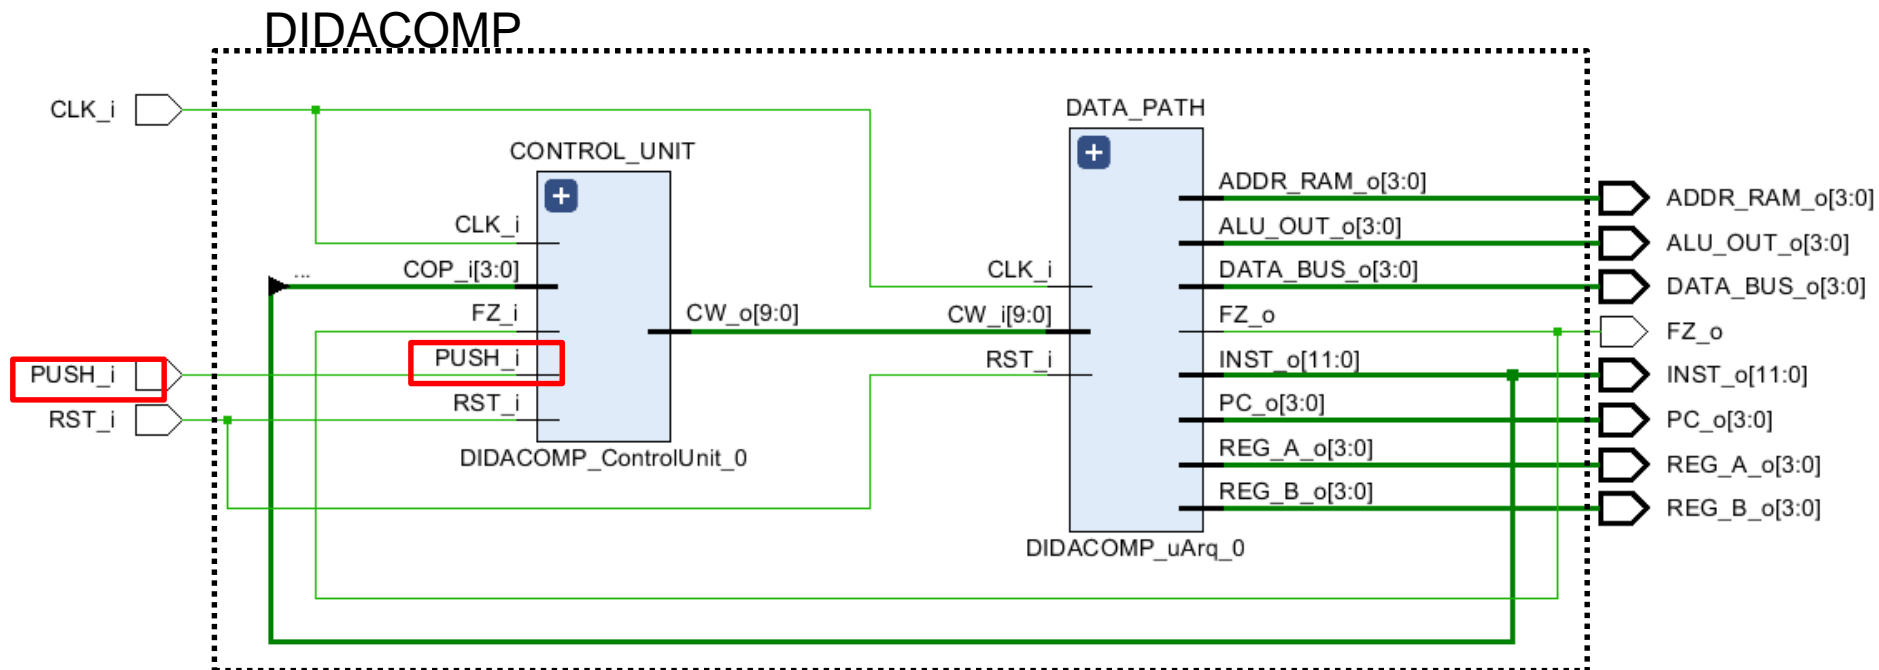 DIDACOMP
CLK_i
PUSH_i
RST_i
CONTROL_UNIT
CLK_i
...
COP_i[3:0]
FZ_i
PUSH_i
RST_i
CW_o[9:0]
DIDACOMP_ControlUnit_0
DATA_PATH
CLK_i
CW_i[9:0]
RST_i
ADDR_RAM_o[3:0]
ALU_OUT_o[3:0]
DATA_BUS_o[3:0]
FZ_o
INST_o[11:0]
PC_o[3:0]
REG_A_o[3:0]
REG_B_o[3:0]
DIDACOMP_uArq_0
ADDR_RAM_o[3:0]
ALU_OUT_o[3:0]
DATA_BUS_o[3:0]
FZ_o
INST_o[11:0]
PC_o[3:0]
REG_A_o[3:0]
REG_B_o[3:0]